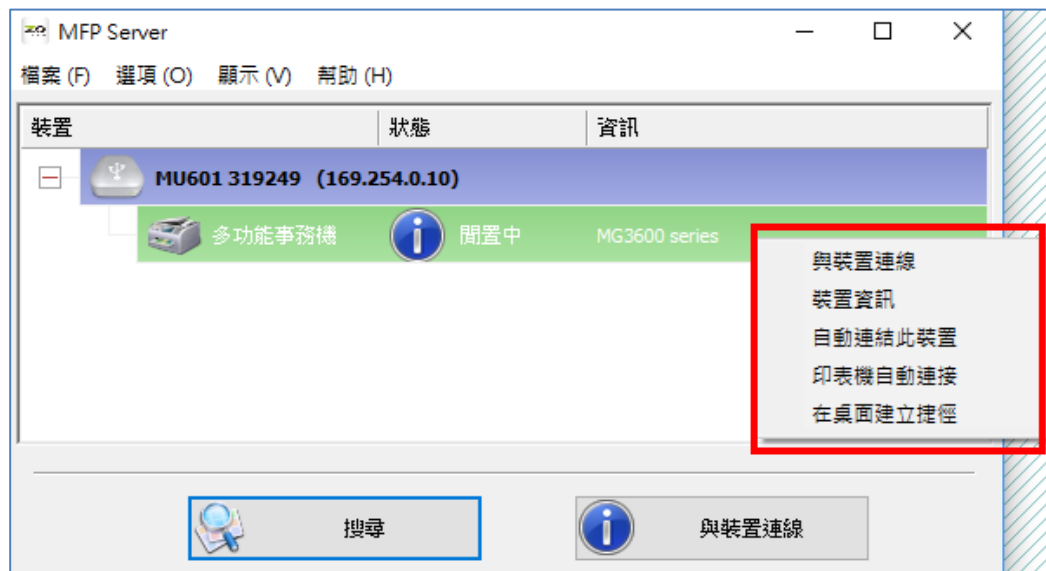 MFP Server
檔案 (F) 選項 (O) 顯示 (V) 幫助 (H)
裝置 狀態 資訊
MU601 319249 (169.254.0.10)
多功能事務機 閒置中 MG3600 series
與裝置連線
裝置資訊
自動連結此裝置
印表機自動連接
在桌面建立捷徑
搜尋 與裝置連線